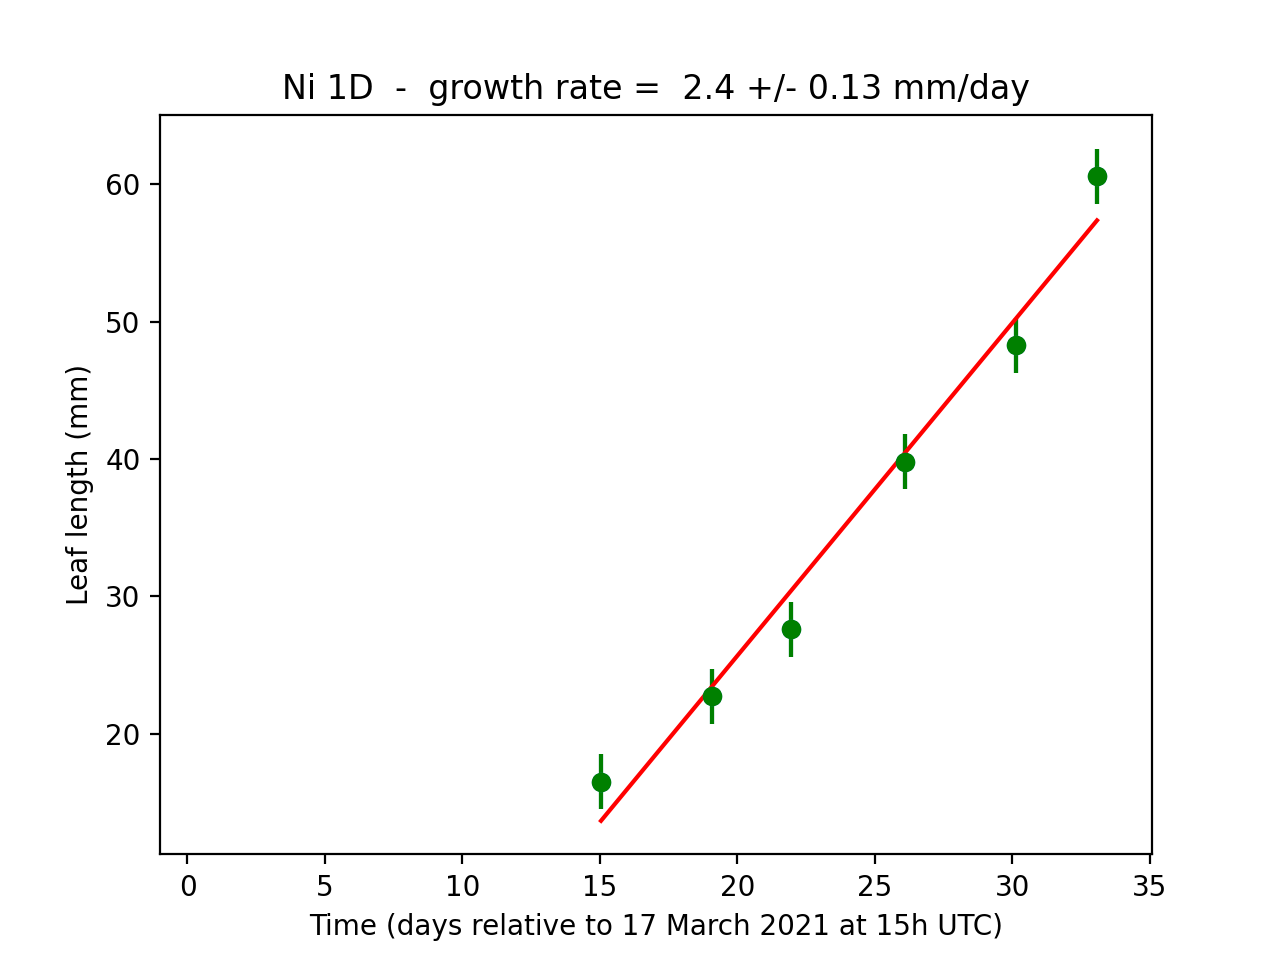 Ni 1D - growth rate = 2.4 +/- 0.13 mm/day
60
50
40
30
20
Leaf length (mm)
0 5 10 15 20 25 30 35
Time (days relative to 17 March 2021 at 15h UTC)